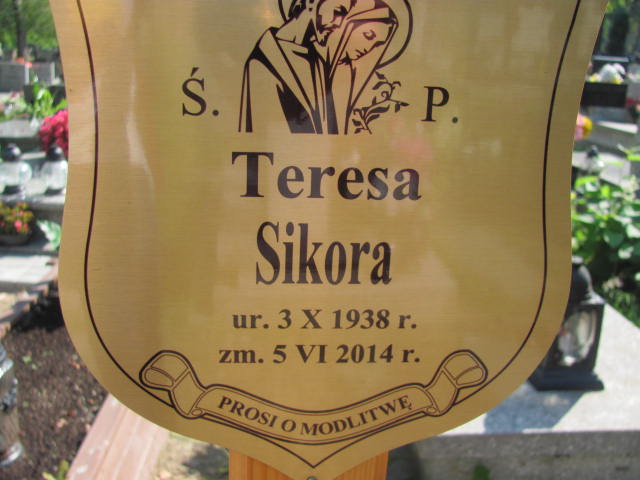 Ś. P.
Teresa
Sikora
ur. 3 X 1938 r.
zm. 5 VI 2014 r.
PROSI O MODLITWĘ